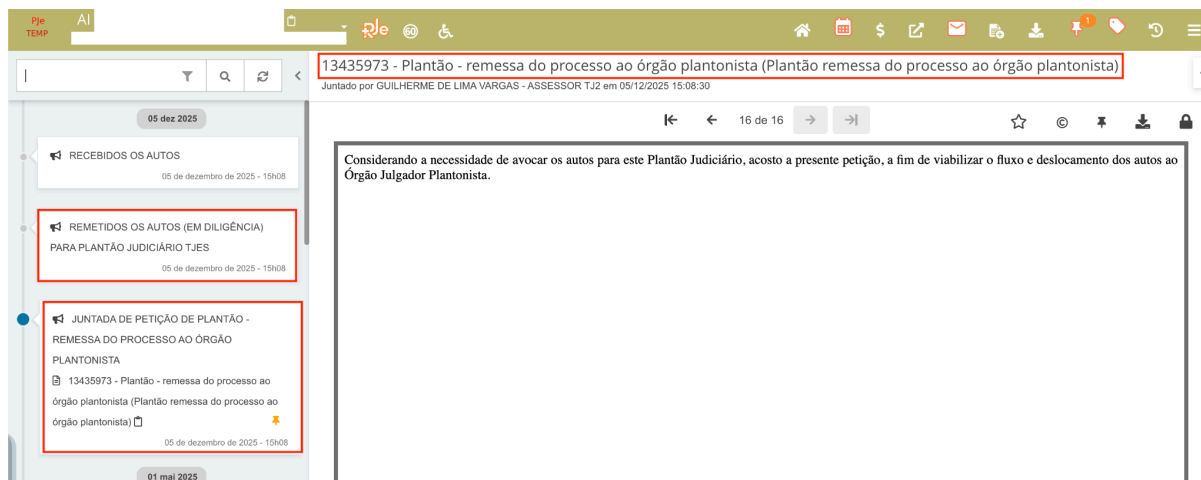 PJe
TEMP
AI
PJe
60
$
1
13435973 - Plantão - remessa do processo ao órgão plantonista (Plantão remessa do processo ao órgão plantonista)
Juntado por GUILHERME DE LIMA VARGAS - ASSESSOR TJ2 em 05/12/2025 15:08:30
16 de 16
05 dez 2025
RECEBIDOS OS AUTOS
05 de dezembro de 2025 - 15h08
REMETIDOS OS AUTOS (EM DILIGÊNCIA)
PARA PLANTÃO JUDICIÁRIO TJES
05 de dezembro de 2025 - 15h08
JUNTADA DE PETIÇÃO DE PLANTÃO -
REMESSA DO PROCESSO AO ÓRGÃO
PLANTONISTA
13435973 - Plantão - remessa do processo ao
órgão plantonista (Plantão remessa do processo ao
órgão plantonista)
05 de dezembro de 2025 - 15h08
01 mai 2025
Considerando a necessidade de avocar os autos para este Plantão Judiciário, acosto a presente petição, a fim de viabilizar o fluxo e deslocamento dos autos ao
Órgão Julgador Plantonista.